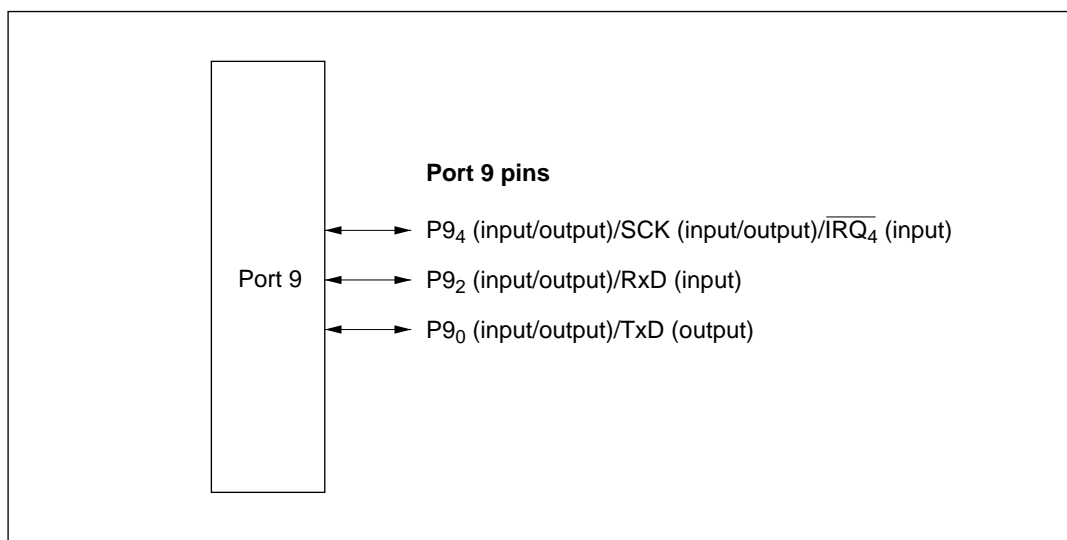 Port 9 pins
P9₄ (input/output)/SCK (input/output)/I̅R̅Q̅₄̅ (input)
Port 9
P9₂ (input/output)/RxD (input)
P9₀ (input/output)/TxD (output)